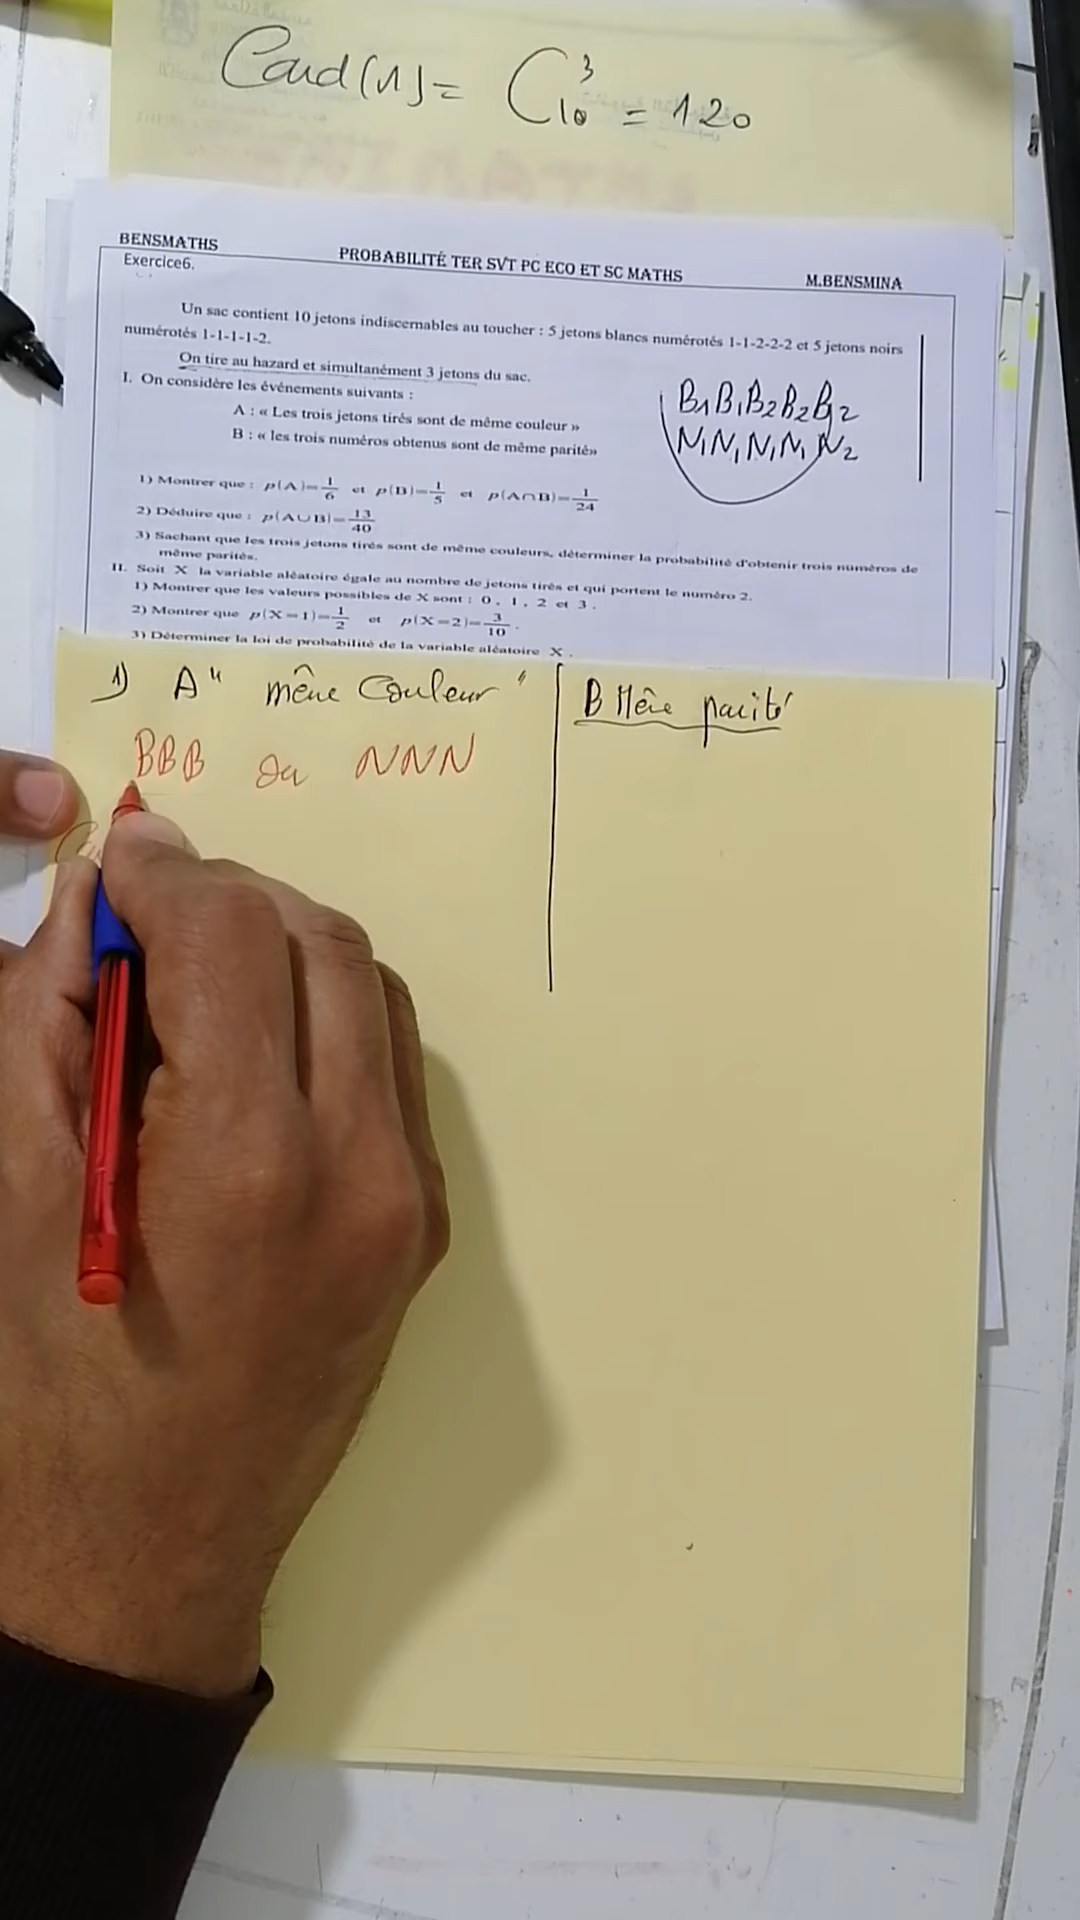 Card(Ω) = C₁₀³ = 120
BENSMATHS PROBABILITÉ TER SVT PC ECO ET SC MATHS M.BENSMINA
Exercice6.
Un sac contient 10 jetons indiscernables au toucher : 5 jetons blancs numérotés 1-1-2-2-2 et 5 jetons noirs
numérotés 1-1-1-1-2.
On tire au hazard et simultanément 3 jetons du sac.
I. On considère les événements suivants :
A : « Les trois jetons tirés sont de même couleur »
B : « les trois numéros obtenus sont de même parité»
B₁B₁B₂B₂B₂
N₁N₁N₁N₁N₂
1) Montrer que : p(A)=1/6 et p(B)=1/5 et p(A∩B)=1/24
2) Déduire que : p(A∪B)=13/40
3) Sachant que les trois jetons tirés sont de même couleurs, déterminer la probabilité d'obtenir trois numéros de
même parités.
II. Soit X la variable aléatoire égale au nombre de jetons tirés et qui portent le numéro 2.
1) Montrer que les valeurs possibles de X sont : 0 , 1 , 2 et 3 .
2) Montrer que p(X=1)=1/2 et p(X=2)=3/10 .
3) Déterminer la loi de probabilité de la variable aléatoire X .
1) A " même Couleur "
BBB ou NNN
B Même parité